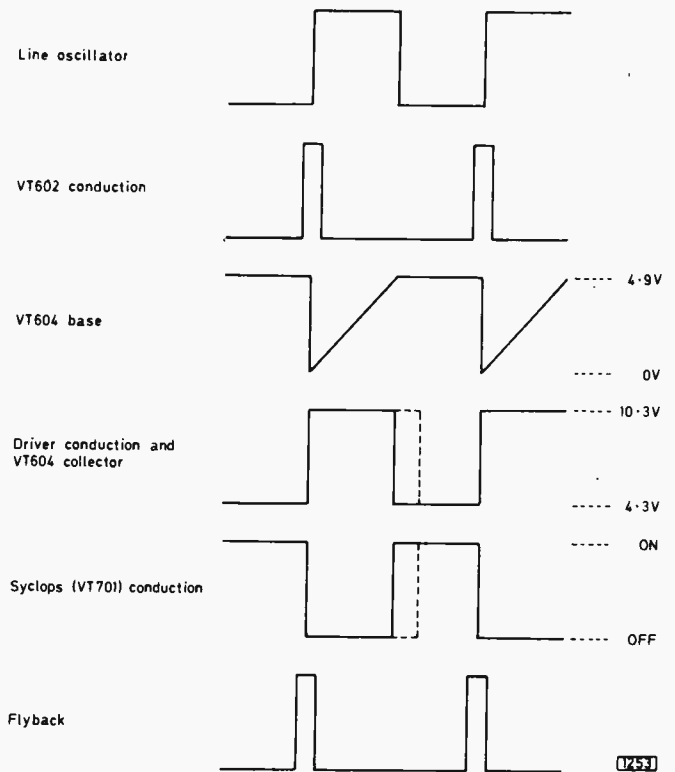 Line oscillator
VT602 conduction
4·9V
VT604 base
0V
10·3V
Driver conduction and
VT604 collector
4·3V
ON
Syclops (VT701) conduction
OFF
Flyback
1253